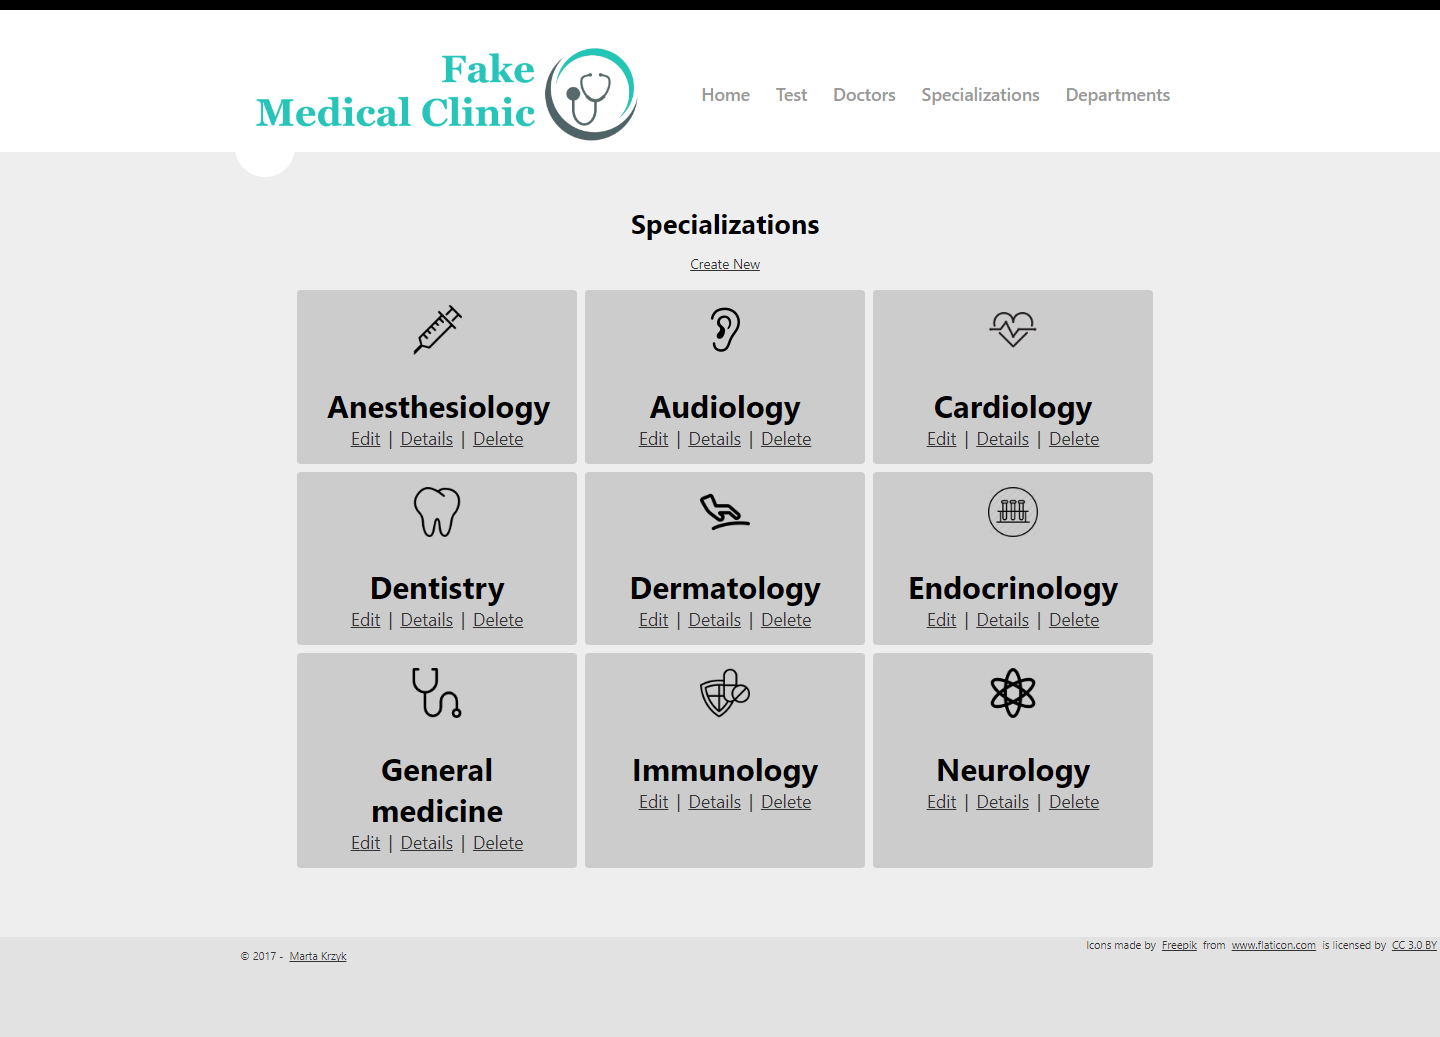 Fake
Medical Clinic
Home Test Doctors Specializations Departments
Specializations
Create New
Anesthesiology
Edit | Details | Delete
Audiology
Edit | Details | Delete
Cardiology
Edit | Details | Delete
Dentistry
Edit | Details | Delete
Dermatology
Edit | Details | Delete
Endocrinology
Edit | Details | Delete
General
medicine
Edit | Details | Delete
Immunology
Edit | Details | Delete
Neurology
Edit | Details | Delete
© 2017 - Marta Krzyk
Icons made by Freepik from www.flaticon.com is licensed by CC 3.0 BY